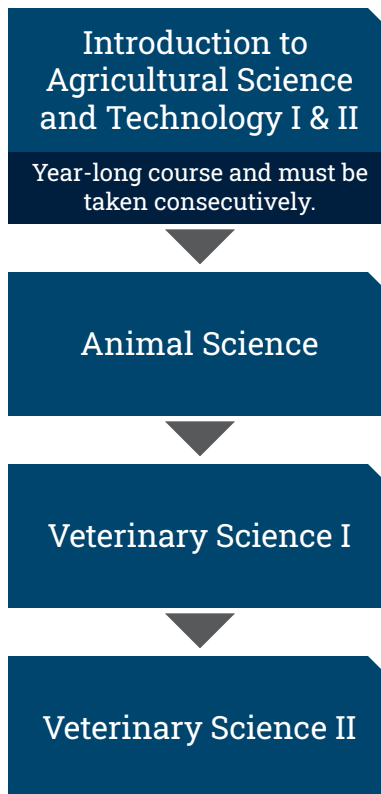 Introduction to
Agricultural Science
and Technology I & II
Year-long course and must be
taken consecutively.
Animal Science
Veterinary Science I
Veterinary Science II